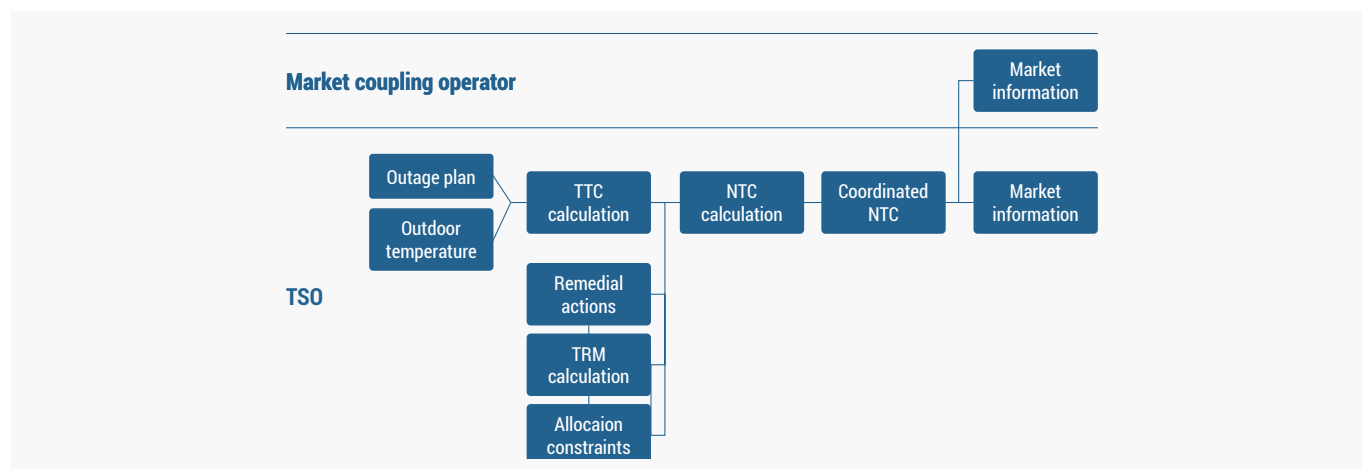 Market coupling operator
Market
information
Outage plan
Outdoor
temperature
TTC
calculation
NTC
calculation
Coordinated
NTC
Market
information
TSO
Remedial
actions
TRM
calculation
Allocaion
constraints